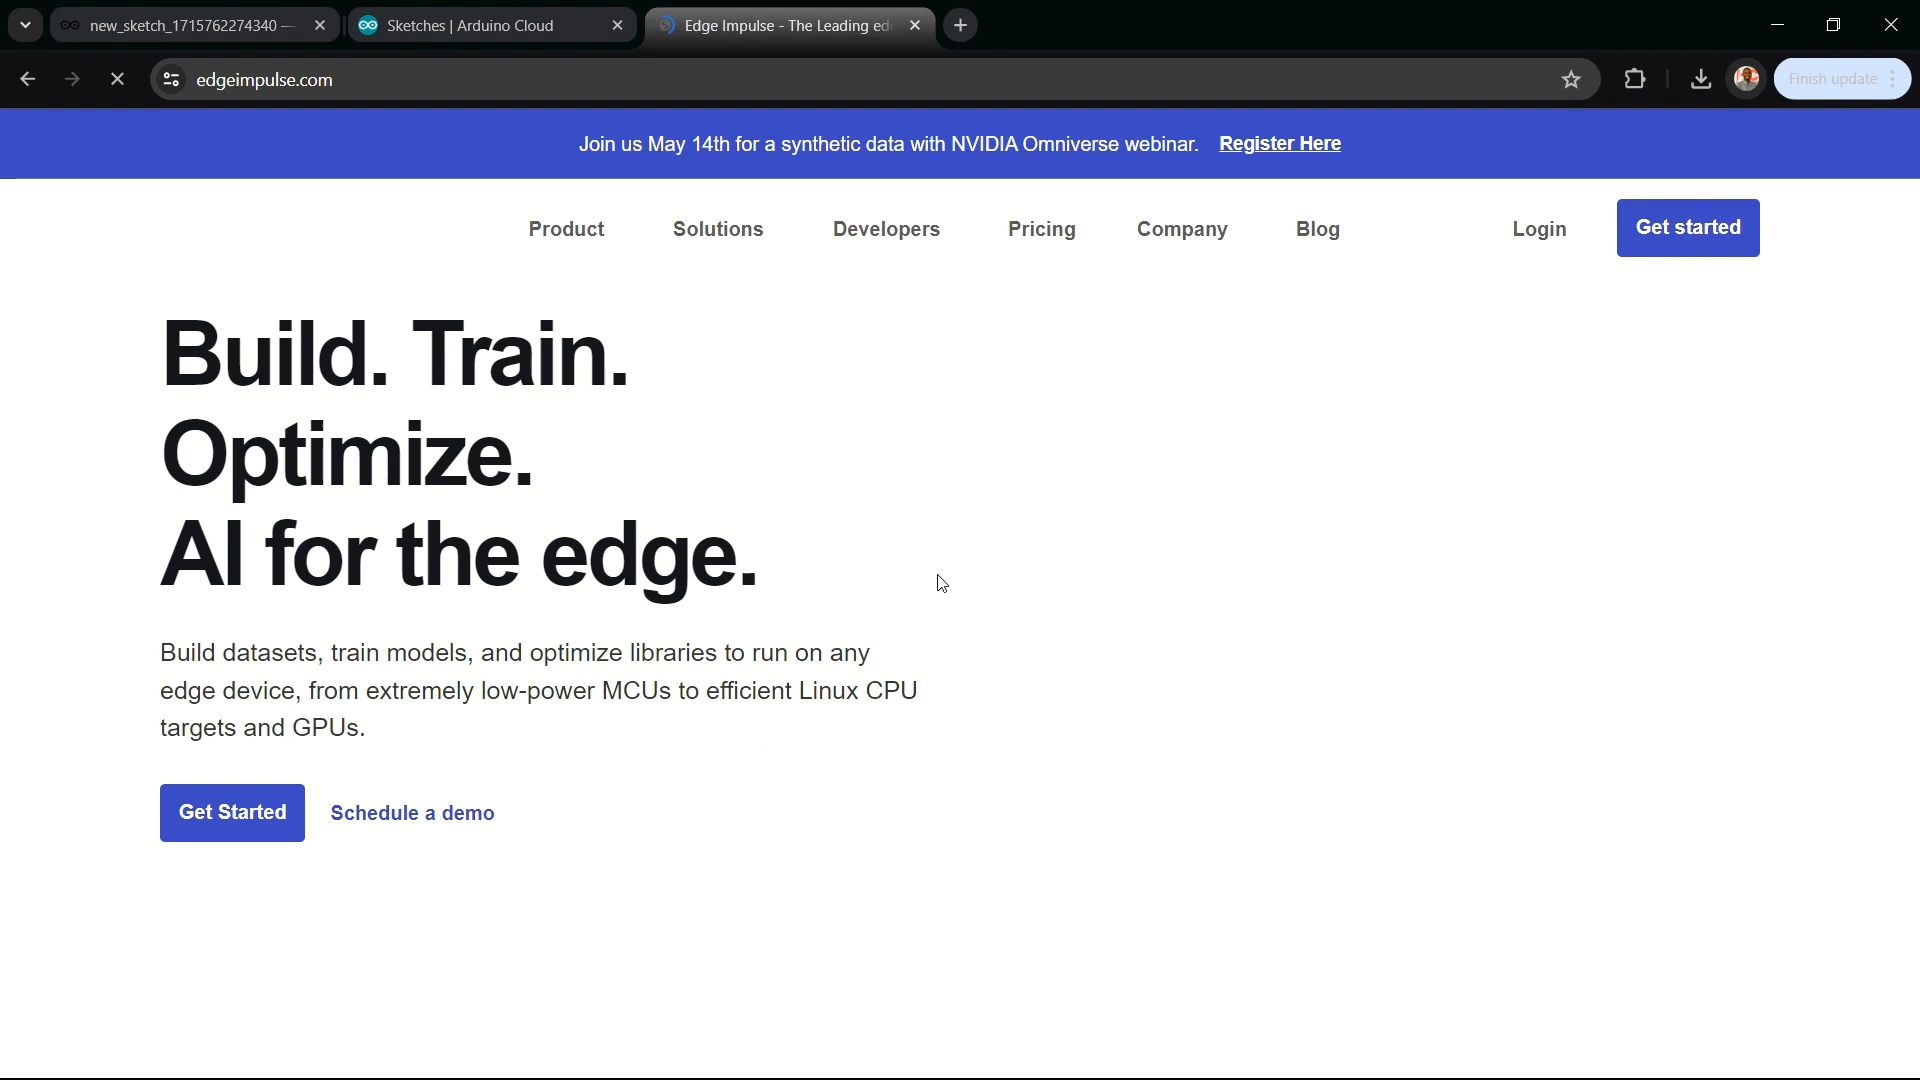 new_sketch_1715762274340 —
Sketches | Arduino Cloud
Edge Impulse - The Leading ed
edgeimpulse.com
Finish update
Join us May 14th for a synthetic data with NVIDIA Omniverse webinar. Register Here
Product Solutions Developers Pricing Company Blog Login Get started
Build. Train.
Optimize.
AI for the edge.
Build datasets, train models, and optimize libraries to run on any
edge device, from extremely low-power MCUs to efficient Linux CPU
targets and GPUs.
Get Started Schedule a demo